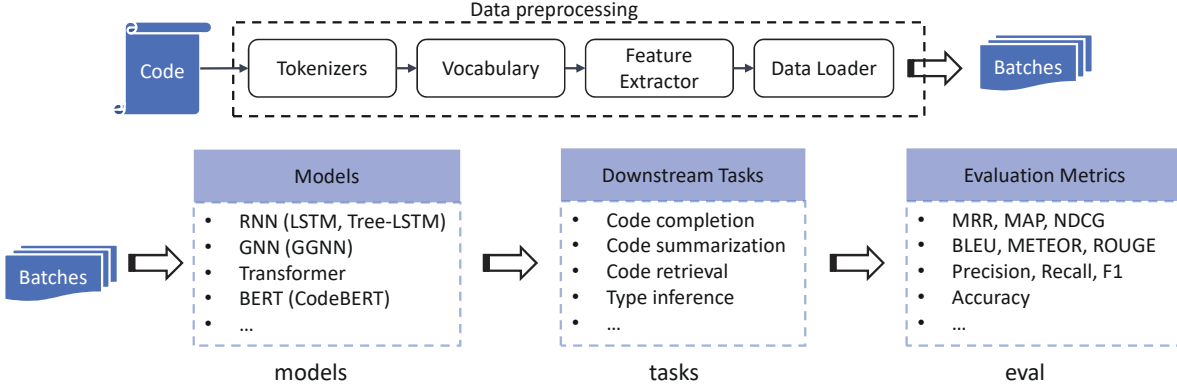 Data preprocessing
Code
Tokenizers
Vocabulary
Feature
Extractor
Data Loader
Batches
Batches
Models
• RNN (LSTM, Tree-LSTM)
• GNN (GGNN)
• Transformer
• BERT (CodeBERT)
• ...
models
Downstream Tasks
• Code completion
• Code summarization
• Code retrieval
• Type inference
• ...
tasks
Evaluation Metrics
• MRR, MAP, NDCG
• BLEU, METEOR, ROUGE
• Precision, Recall, F1
• Accuracy
• ...
eval